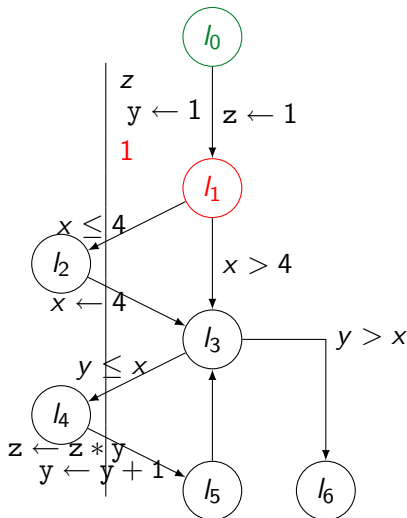 l0
z
y ← 1
z ← 1
1
l1
x ≤ 4
l2
x > 4
x ← 4
l3
y > x
y ≤ x
l4
z ← z * y
y ← y + 1
l5
l6